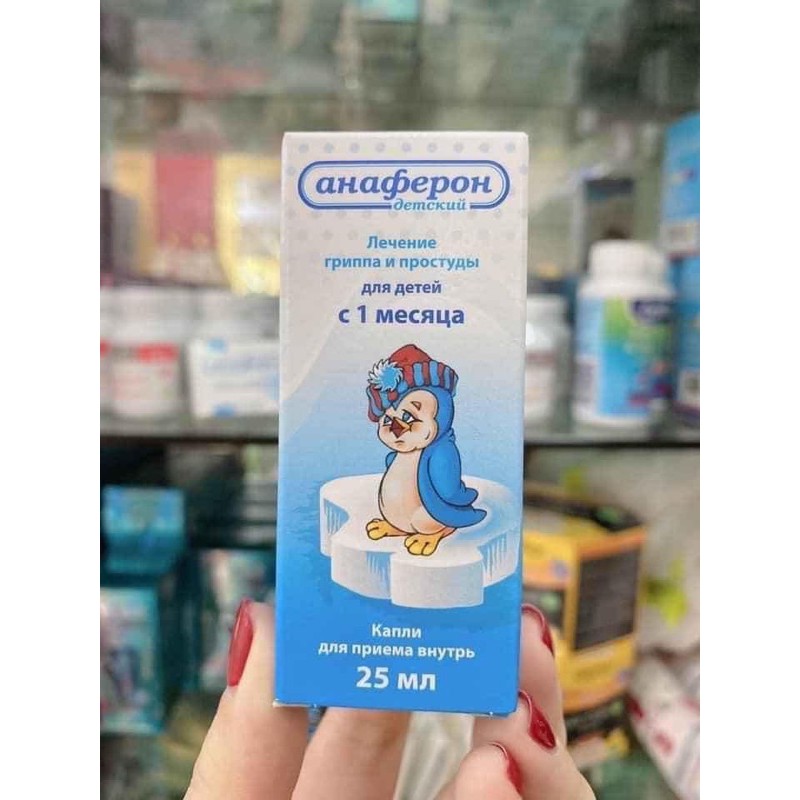 анаферон
детский
Лечение
гриппа и простуды
для детей
с 1 месяца
Капли
для приема внутрь
25 мл